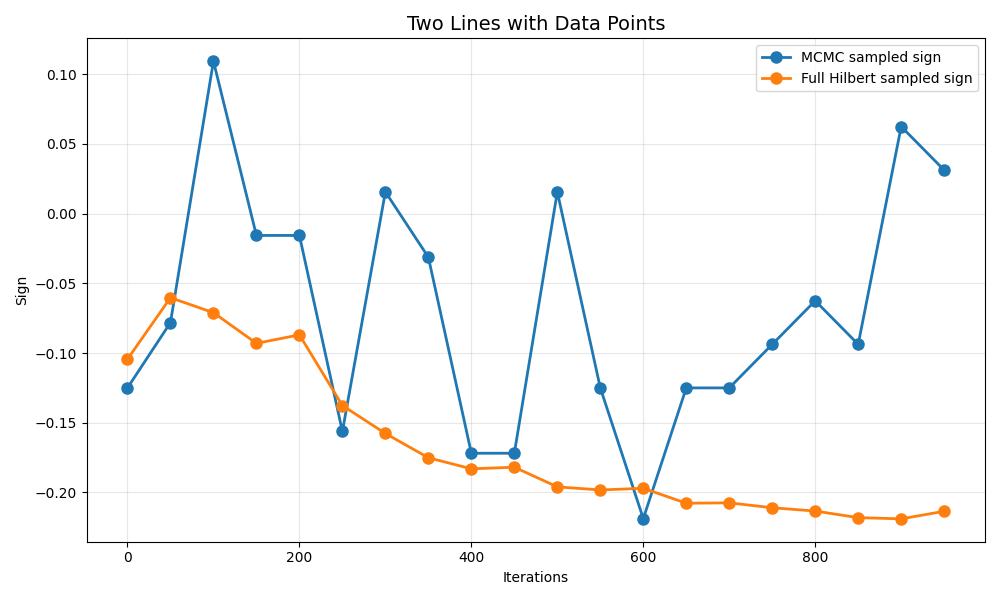 Two Lines with Data Points
MCMC sampled sign
Full Hilbert sampled sign
Sign
0.10
0.05
0.00
−0.05
−0.10
−0.15
−0.20
0 200 400 600 800
Iterations